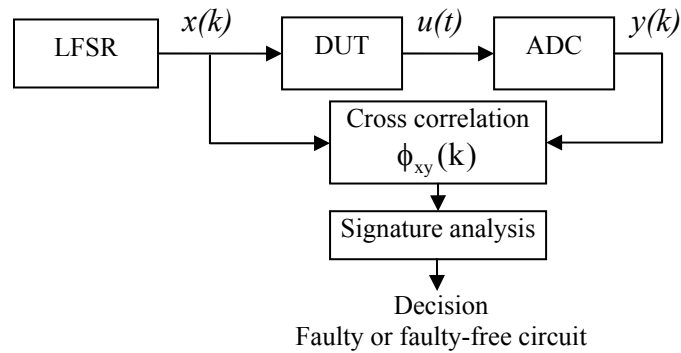 x(k) u(t) y(k)
LFSR DUT ADC
Cross correlation
ϕxy(k)
Signature analysis
Decision
Faulty or faulty-free circuit